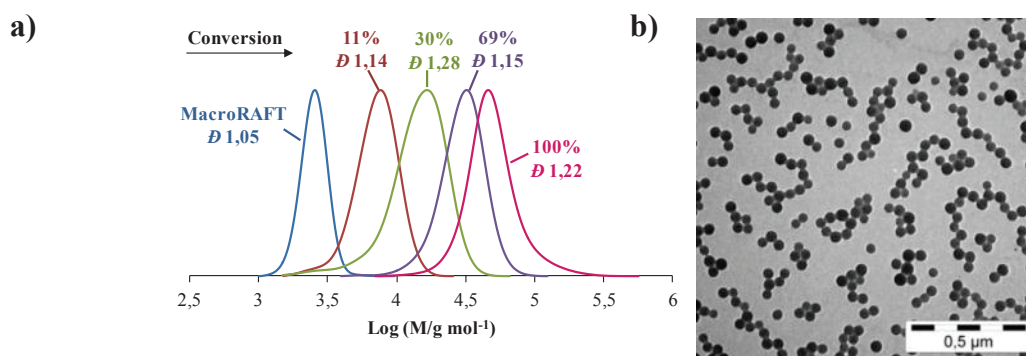 a)
Conversion
11%
Đ 1,14
30%
Đ 1,28
69%
Đ 1,15
MacroRAFT
Đ 1,05
100%
Đ 1,22
2,5 3 3,5 4 4,5 5 5,5 6
Log (M/g mol⁻¹)
b)
0,5 µm